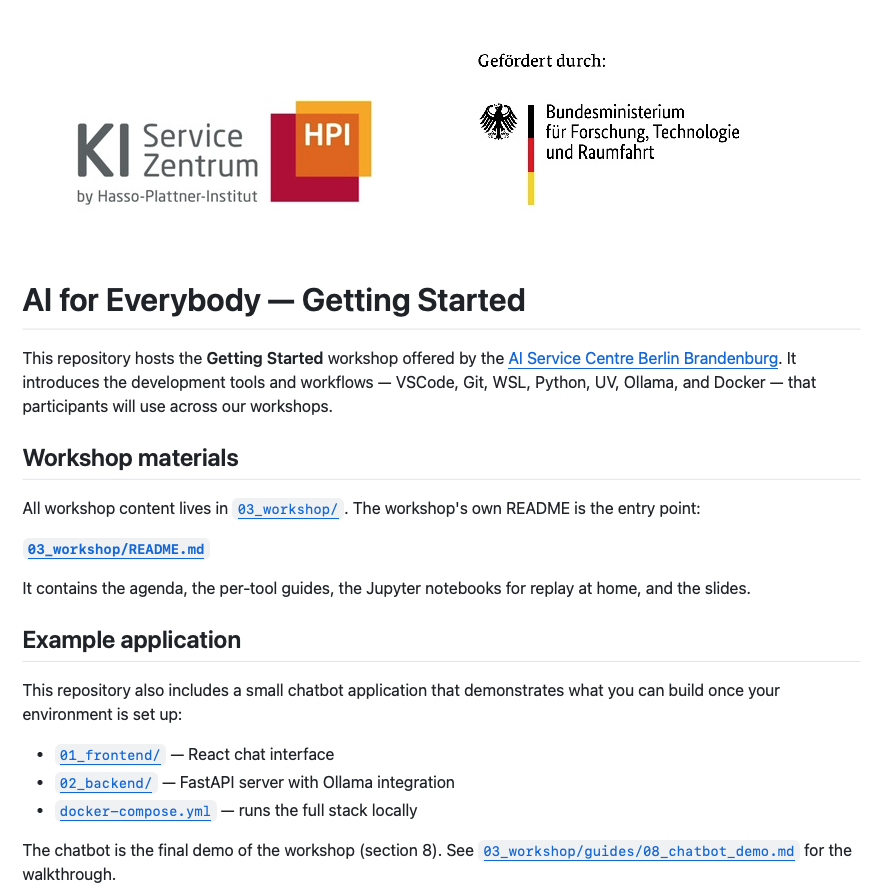 Gefördert durch:
KI Service Zentrum
by Hasso-Plattner-Institut
HPI
Bundesministerium
für Forschung, Technologie
und Raumfahrt
AI for Everybody — Getting Started
This repository hosts the Getting Started workshop offered by the AI Service Centre Berlin Brandenburg. It
introduces the development tools and workflows — VSCode, Git, WSL, Python, UV, Ollama, and Docker — that
participants will use across our workshops.
Workshop materials
All workshop content lives in 03_workshop/. The workshop's own README is the entry point:
03_workshop/README.md
It contains the agenda, the per-tool guides, the Jupyter notebooks for replay at home, and the slides.
Example application
This repository also includes a small chatbot application that demonstrates what you can build once your
environment is set up:
• 01_frontend/ — React chat interface
• 02_backend/ — FastAPI server with Ollama integration
• docker-compose.yml — runs the full stack locally
The chatbot is the final demo of the workshop (section 8). See 03_workshop/guides/08_chatbot_demo.md for the
walkthrough.